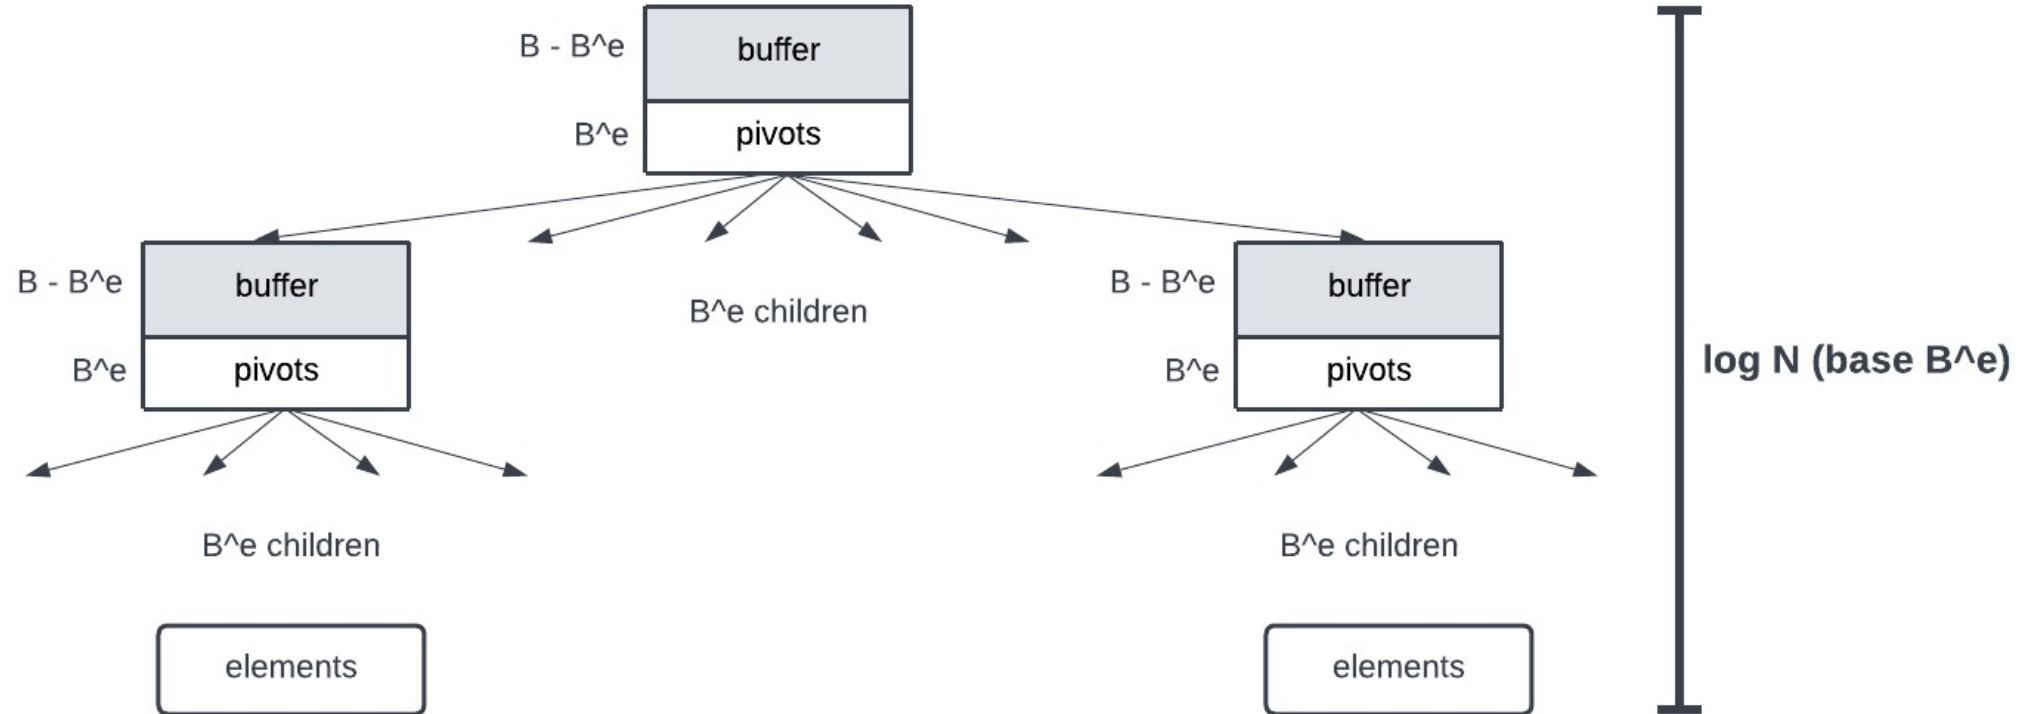 B - B^e
buffer
B^e
pivots
B - B^e
buffer
B^e
pivots
B^e children
B - B^e
buffer
B^e
pivots
log N (base B^e)
B^e children
B^e children
elements
elements